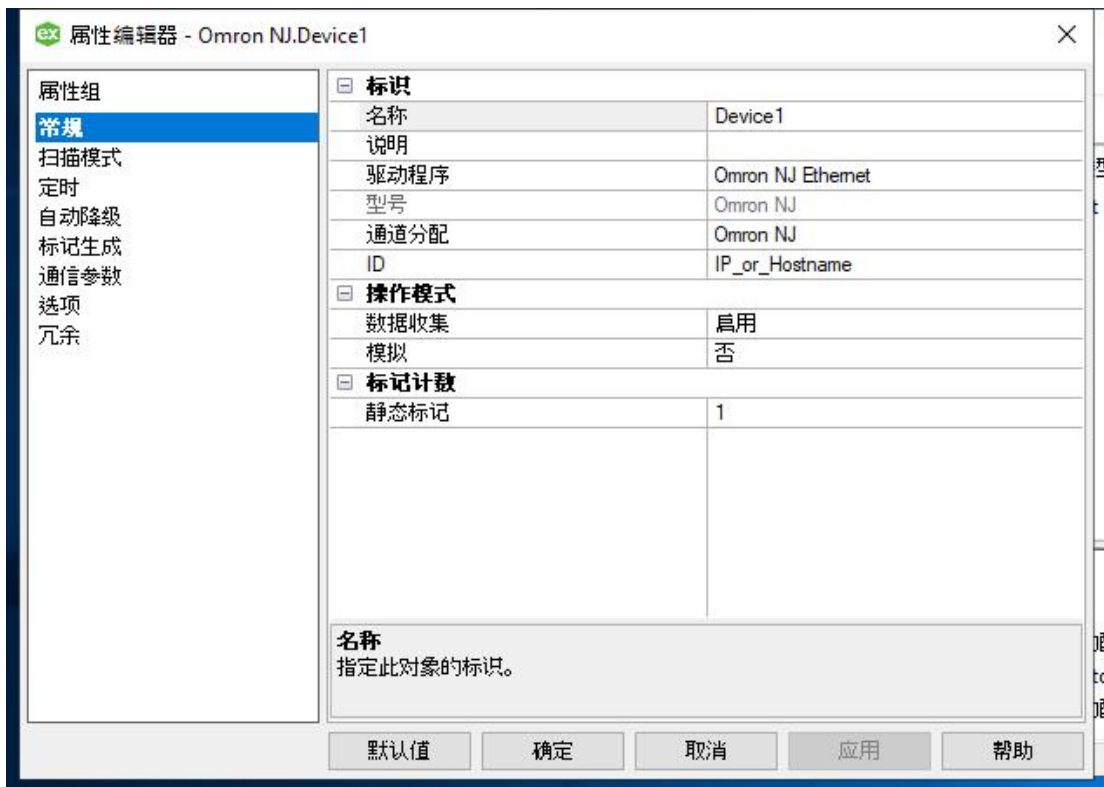 属性编辑器 - Omron NJ.Device1
属性组
常规
扫描模式
定时
自动降级
标记生成
通信参数
选项
冗余
标识
名称 Device1
说明
驱动程序 Omron NJ Ethernet
型号 Omron NJ
通道分配 Omron NJ
ID IP_or_Hostname
操作模式
数据收集 启用
模拟 否
标记计数
静态标记 1
名称
指定此对象的标识。
默认值 确定 取消 应用 帮助